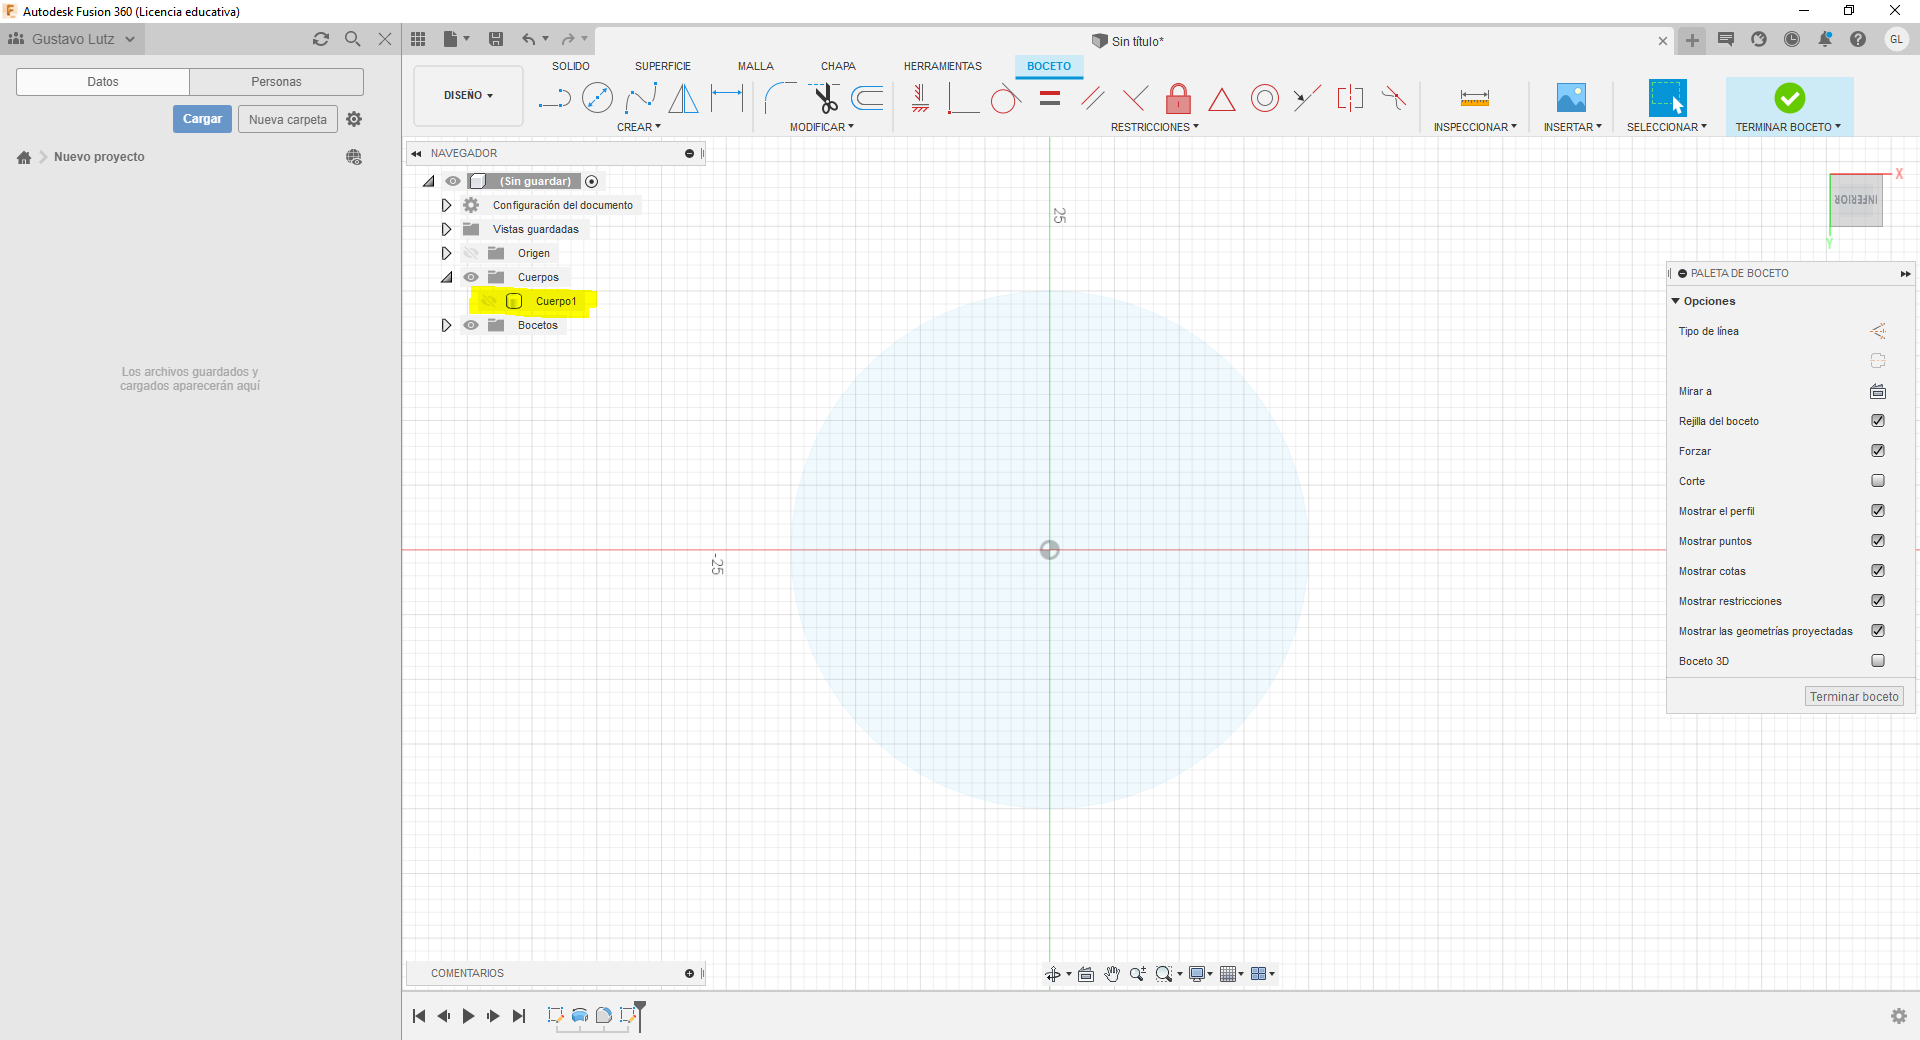 Autodesk Fusion 360 (Licencia educativa)
Gustavo Lutz
Sin título*
GL
Datos
Personas
Cargar
Nueva carpeta
Nuevo proyecto
Los archivos guardados y
cargados aparecerán aquí
DISEÑO
SOLIDO
SUPERFICIE
MALLA
CHAPA
HERRAMIENTAS
BOCETO
CREAR
MODIFICAR
RESTRICCIONES
INSPECCIONAR
INSERTAR
SELECCIONAR
TERMINAR BOCETO
NAVEGADOR
(Sin guardar)
Configuración del documento
Vistas guardadas
Origen
Cuerpos
Cuerpo1
Bocetos
25
-25
X
INFERIOR
Y
PALETA DE BOCETO
Opciones
Tipo de línea
Mirar a
Rejilla del boceto
Forzar
Corte
Mostrar el perfil
Mostrar puntos
Mostrar cotas
Mostrar restricciones
Mostrar las geometrías proyectadas
Boceto 3D
Terminar boceto
COMENTARIOS